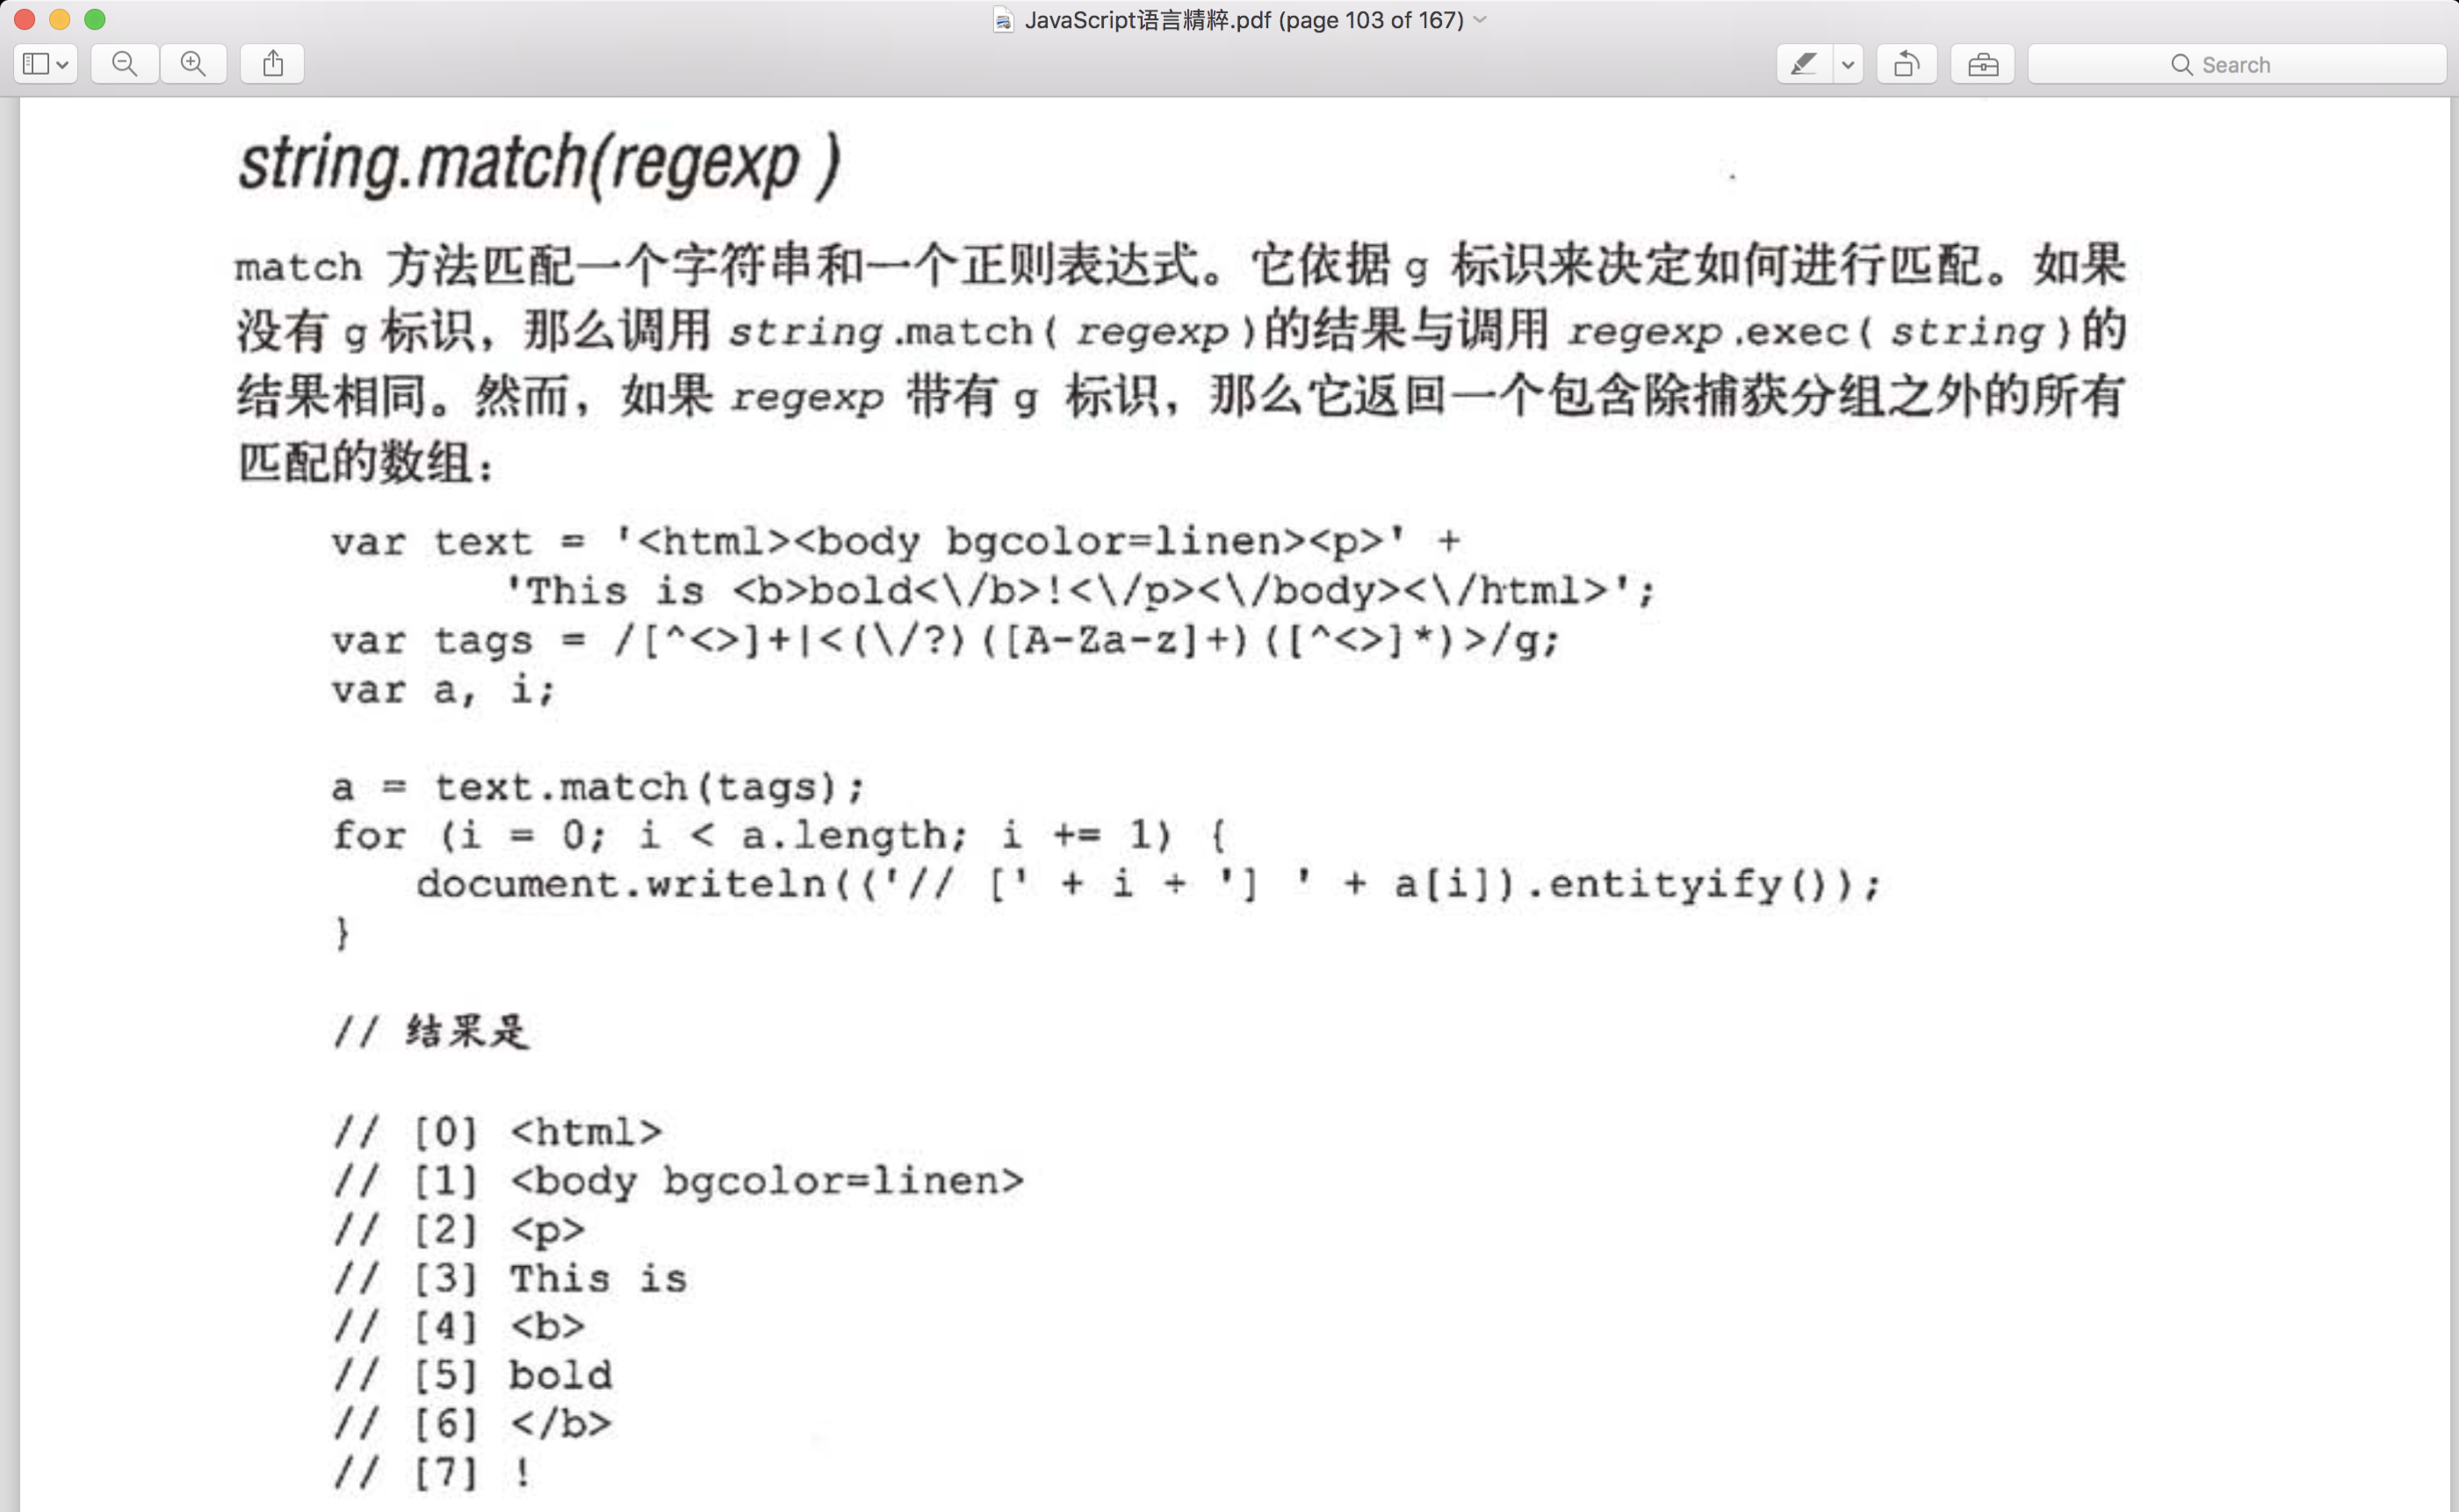 JavaScript语言精粹.pdf (page 103 of 167)
Search
string.match(regexp )
match 方法匹配一个字符串和一个正则表达式。它依据 g 标识来决定如何进行匹配。如果
没有 g 标识，那么调用 string.match( regexp )的结果与调用 regexp.exec( string )的
结果相同。然而，如果 regexp 带有 g 标识，那么它返回一个包含除捕获分组之外的所有
匹配的数组：
var text = '<html><body bgcolor=linen><p>' +
'This is <b>bold<\/b>!<\/p><\/body><\/html>';
var tags = /[^<>]+|<(\/?)([A-Za-z]+)([^<>]*)>/g;
var a, i;
a = text.match(tags);
for (i = 0; i < a.length; i += 1) {
document.writeln(('// [' + i + '] ' + a[i]).entityify());
}
// 结果是
// [0] <html>
// [1] <body bgcolor=linen>
// [2] <p>
// [3] This is
// [4] <b>
// [5] bold
// [6] </b>
// [7] !